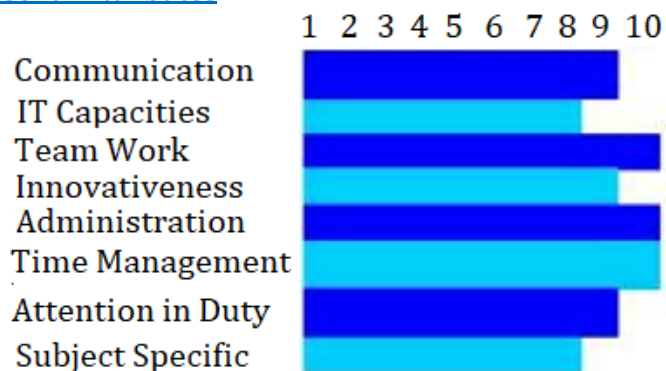 1 2 3 4 5 6 7 8 9 10
Communication
IT Capacities
Team Work
Innovativeness
Administration
Time Management
Attention in Duty
Subject Specific